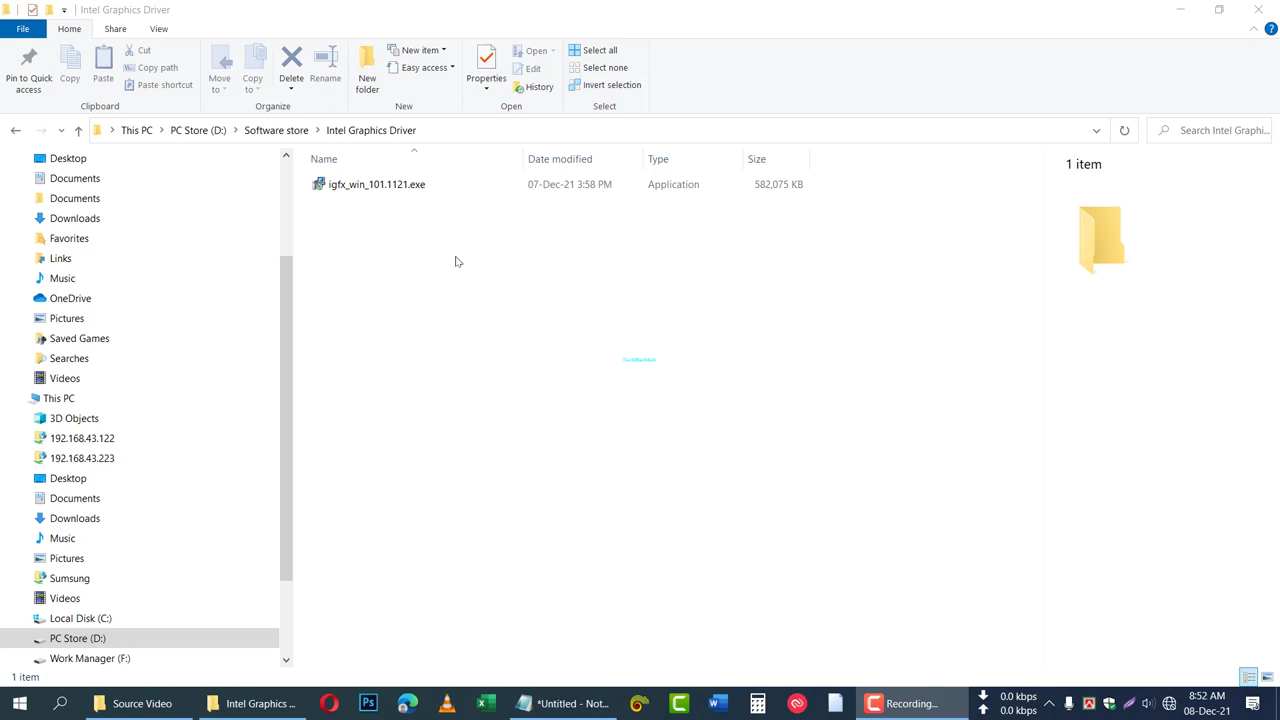 Intel Graphics Driver
File
Home
Share
View
Pin to Quick access
Copy
Paste
Cut
Copy path
Paste shortcut
Clipboard
Move to
Copy to
Delete
Rename
Organize
New folder
New item
Easy access
New
Properties
Open
Edit
History
Open
Select all
Select none
Invert selection
Select
This PC
PC Store (D:)
Software store
Intel Graphics Driver
Search Intel Graphi...
Desktop
Documents
Documents
Downloads
Favorites
Links
Music
OneDrive
Pictures
Saved Games
Searches
Videos
This PC
3D Objects
192.168.43.122
192.168.43.223
Desktop
Documents
Downloads
Music
Pictures
Sumsung
Videos
Local Disk (C:)
PC Store (D:)
Work Manager (F:)
Name
Date modified
Type
Size
igfx_win_101.1121.exe
07-Dec-21 3:58 PM
Application
582,075 KB
1 item
1 item
Source Video
Intel Graphics ...
*Untitled - Not...
Recording...
0.0 kbps
0.0 kbps
8:52 AM
08-Dec-21